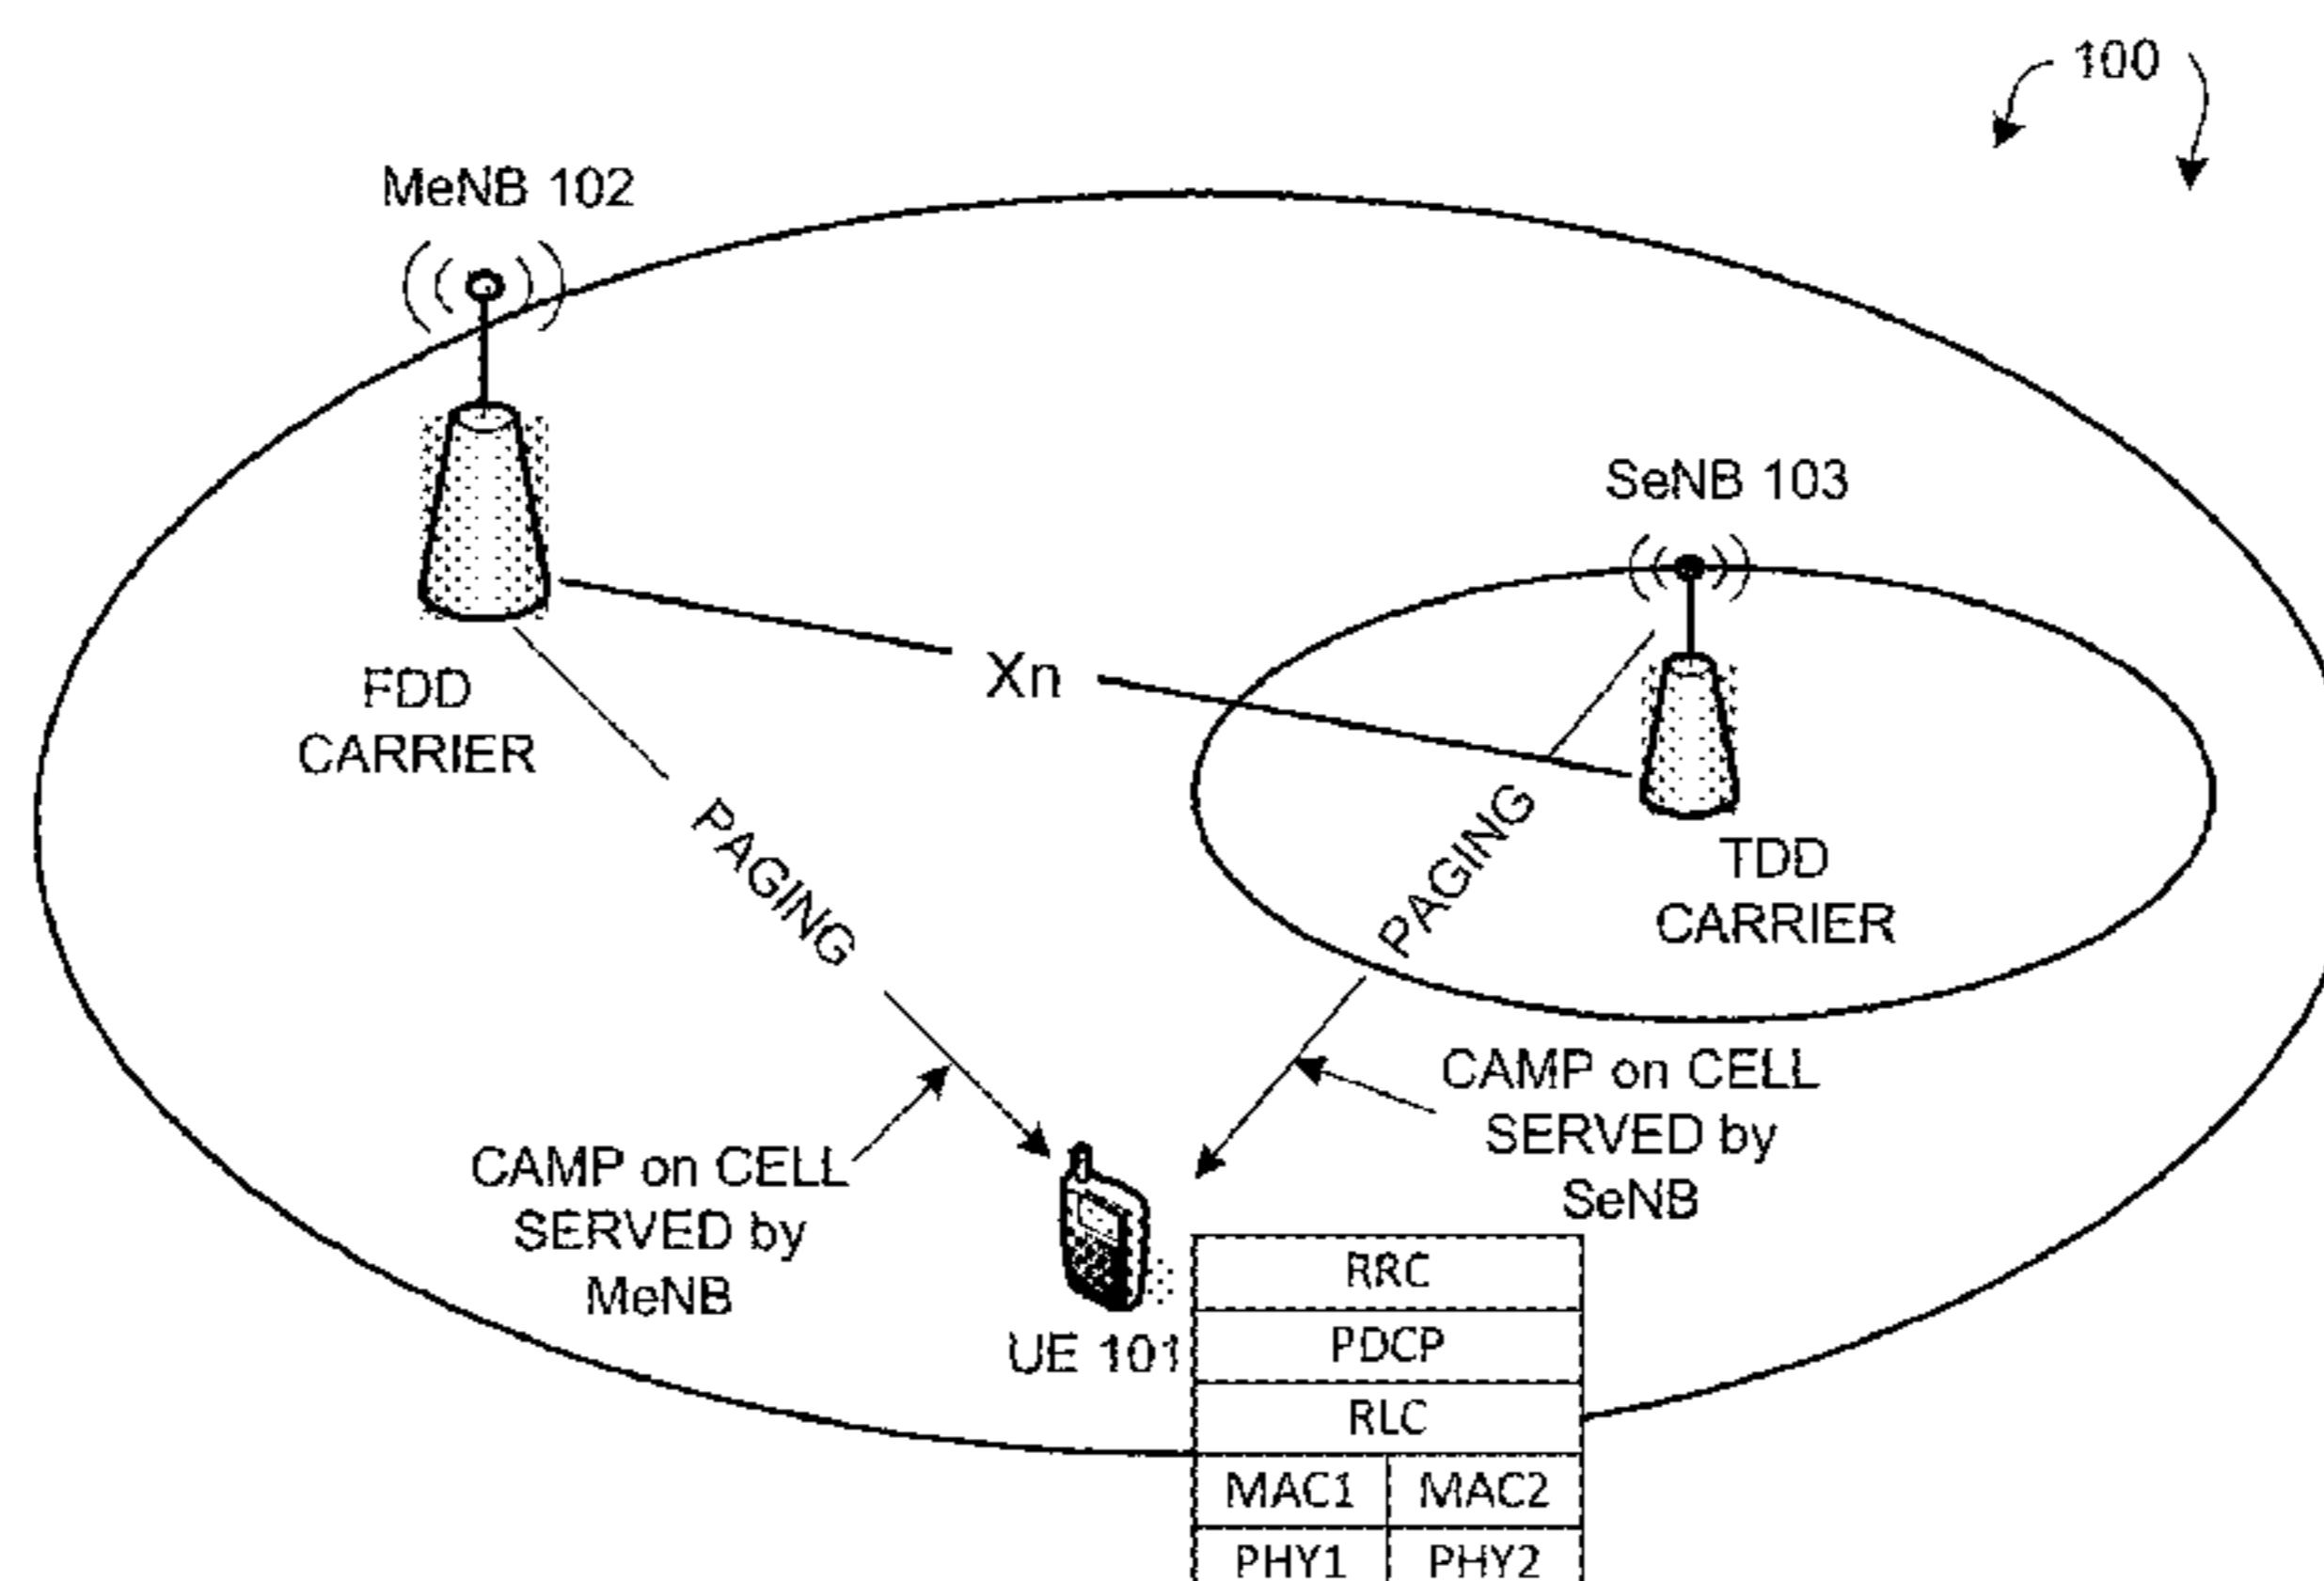 100
MeNB 102
SeNB 103
Xn
FDD
CARRIER
PAGING
PAGING
TDD
CARRIER
CAMP on CELL
SERVED by
SeNB
CAMP on CELL
SERVED by
MeNB
UE 101
RRC
PDCP
RLC
MAC1 MAC2
PHY1 PHY2